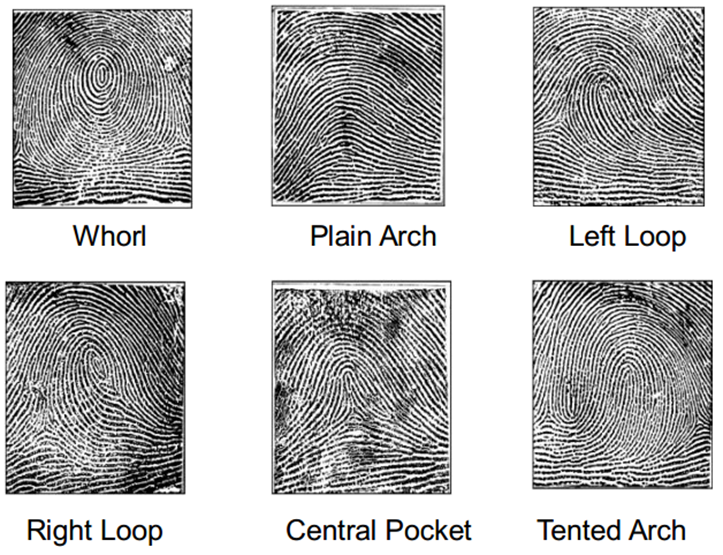 Whorl
Plain Arch
Left Loop
Right Loop
Central Pocket
Tented Arch